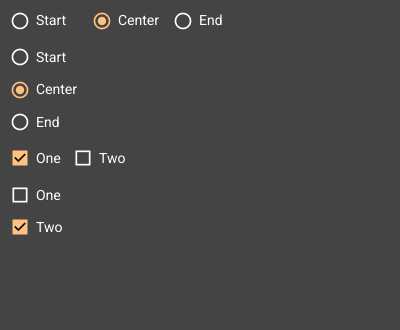 Start Center End
Start
Center
End
One Two
One
Two